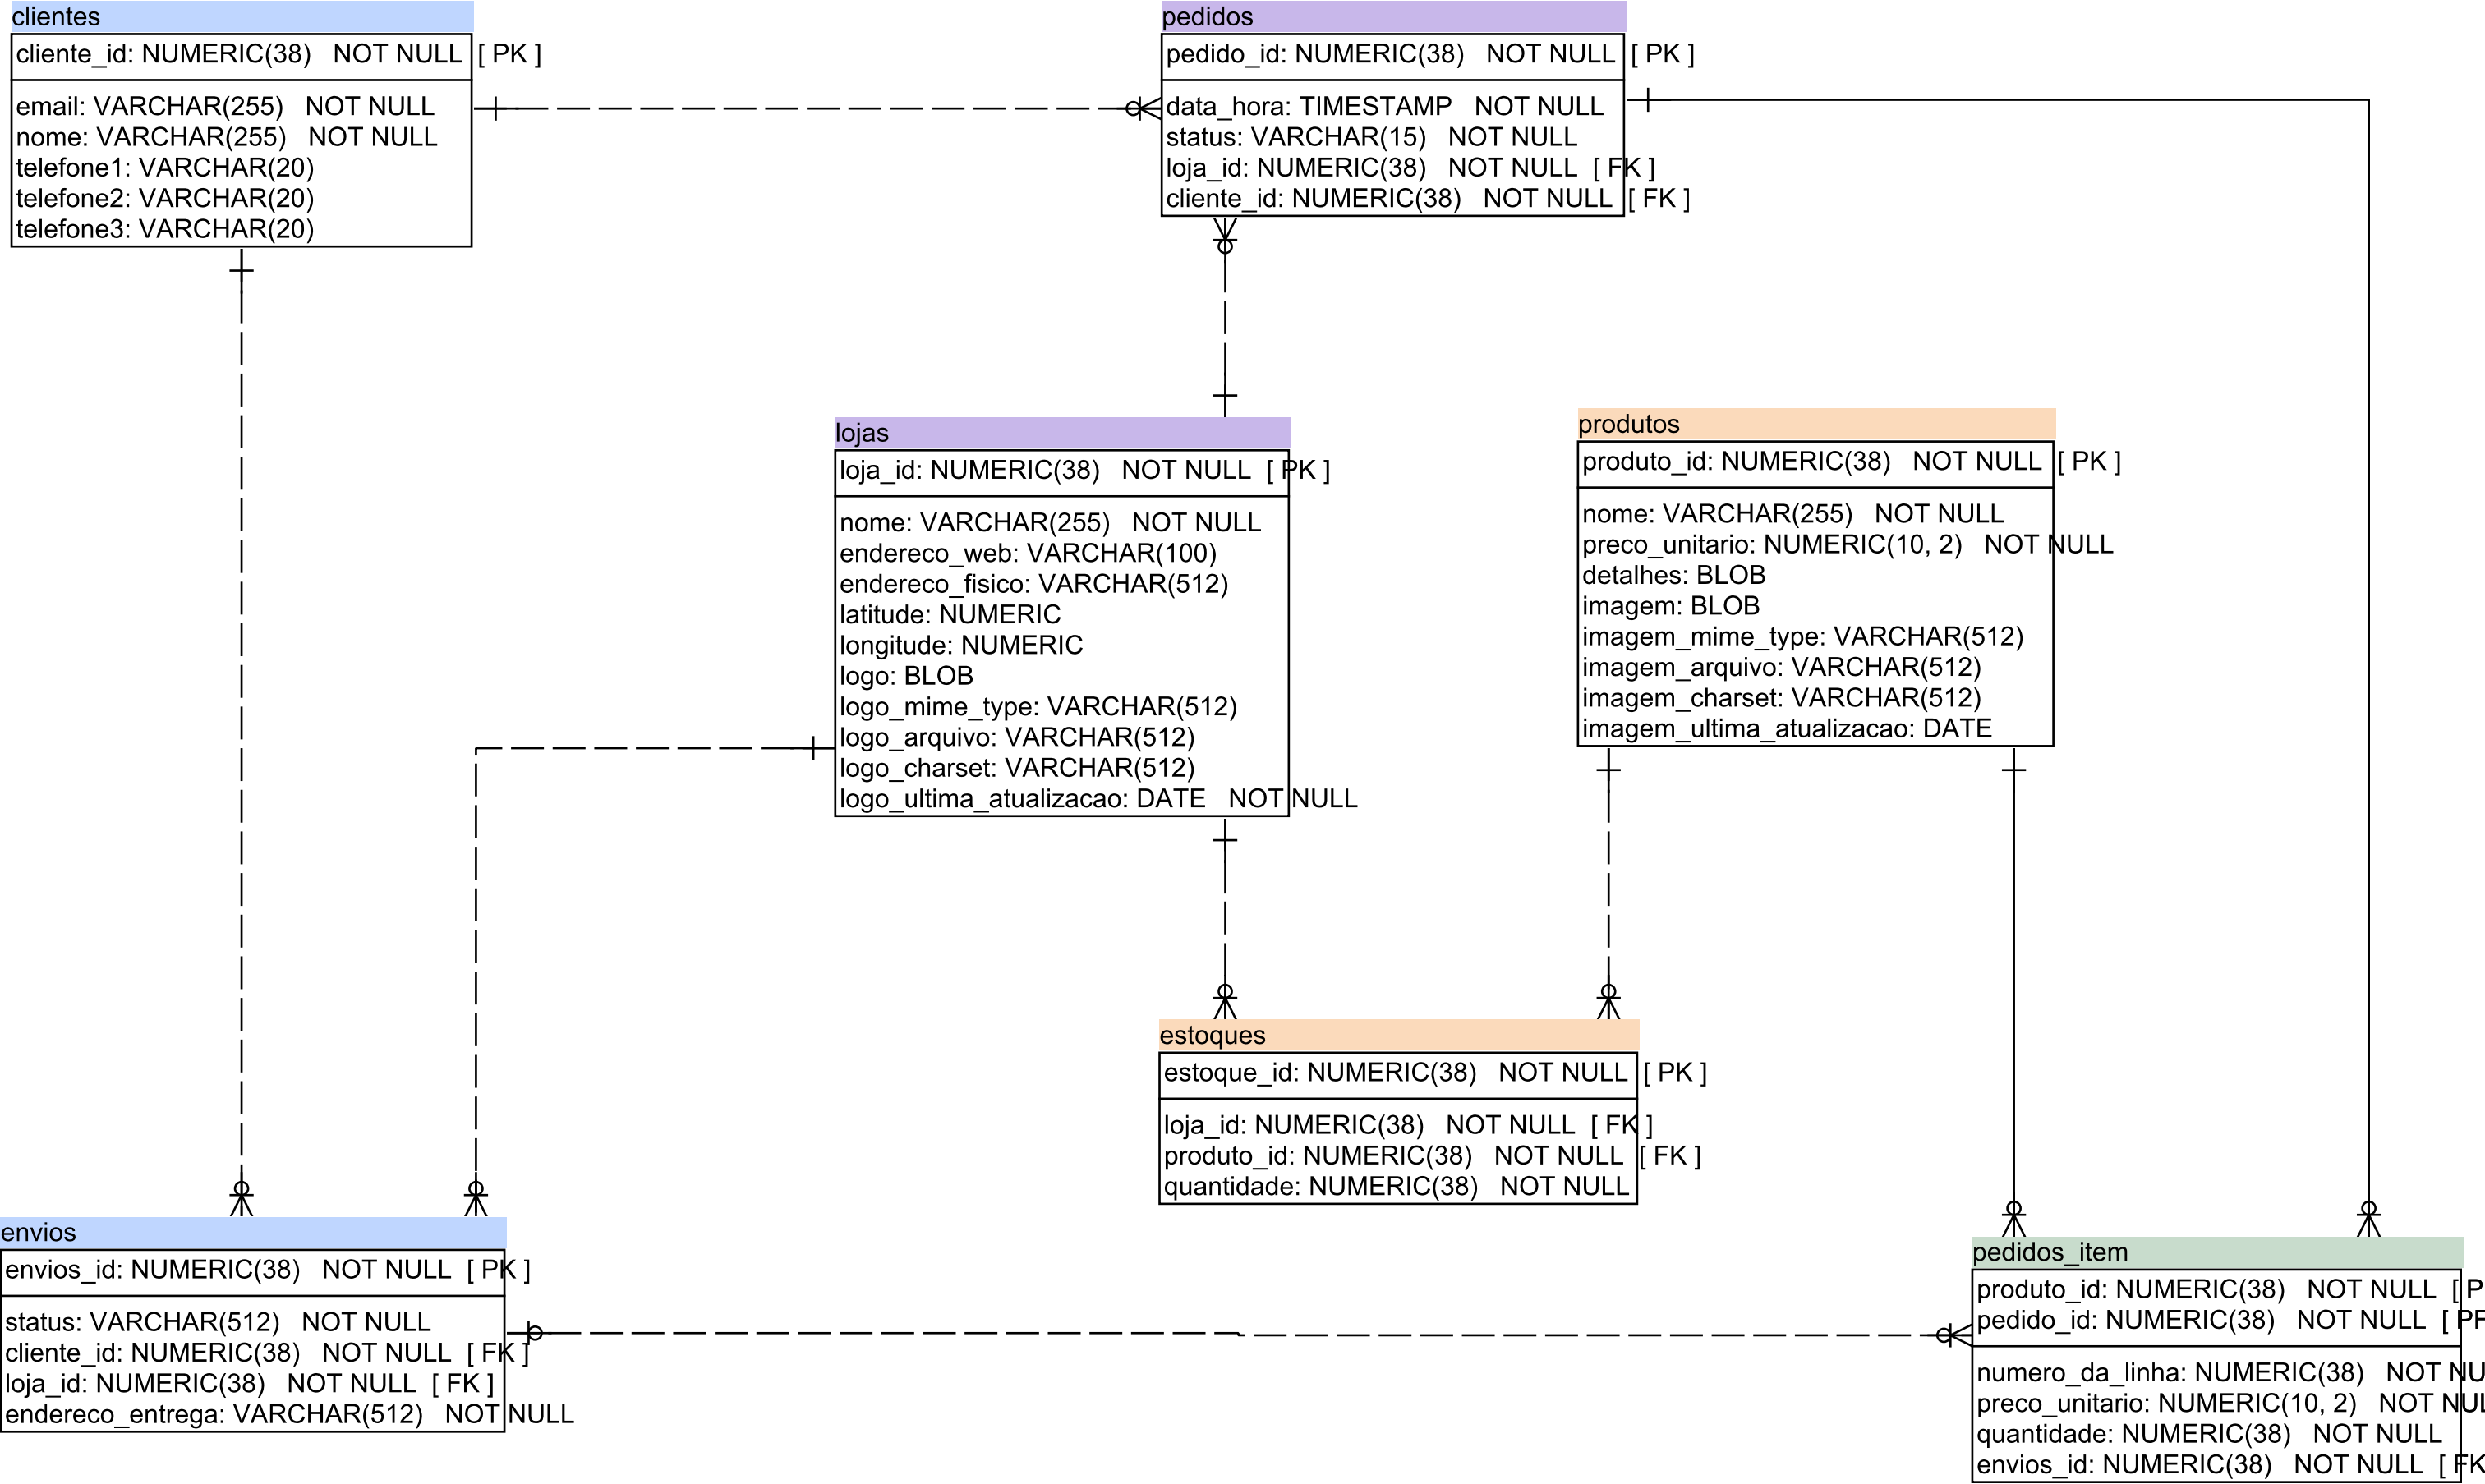 clientes
cliente_id: NUMERIC(38) NOT NULL [ PK ]
email: VARCHAR(255) NOT NULL
nome: VARCHAR(255) NOT NULL
telefone1: VARCHAR(20)
telefone2: VARCHAR(20)
telefone3: VARCHAR(20)
pedidos
pedido_id: NUMERIC(38) NOT NULL [ PK ]
data_hora: TIMESTAMP NOT NULL
status: VARCHAR(15) NOT NULL
loja_id: NUMERIC(38) NOT NULL [ FK ]
cliente_id: NUMERIC(38) NOT NULL [ FK ]
lojas
loja_id: NUMERIC(38) NOT NULL [ PK ]
nome: VARCHAR(255) NOT NULL
endereco_web: VARCHAR(100)
endereco_fisico: VARCHAR(512)
latitude: NUMERIC
longitude: NUMERIC
logo: BLOB
logo_mime_type: VARCHAR(512)
logo_arquivo: VARCHAR(512)
logo_charset: VARCHAR(512)
logo_ultima_atualizacao: DATE NOT NULL
produtos
produto_id: NUMERIC(38) NOT NULL [ PK ]
nome: VARCHAR(255) NOT NULL
preco_unitario: NUMERIC(10, 2) NOT NULL
detalhes: BLOB
imagem: BLOB
imagem_mime_type: VARCHAR(512)
imagem_arquivo: VARCHAR(512)
imagem_charset: VARCHAR(512)
imagem_ultima_atualizacao: DATE
estoques
estoque_id: NUMERIC(38) NOT NULL [ PK ]
loja_id: NUMERIC(38) NOT NULL [ FK ]
produto_id: NUMERIC(38) NOT NULL [ FK ]
quantidade: NUMERIC(38) NOT NULL
envios
envios_id: NUMERIC(38) NOT NULL [ PK ]
status: VARCHAR(512) NOT NULL
cliente_id: NUMERIC(38) NOT NULL [ FK ]
loja_id: NUMERIC(38) NOT NULL [ FK ]
endereco_entrega: VARCHAR(512) NOT NULL
pedidos_item
produto_id: NUMERIC(38) NOT NULL [ P
pedido_id: NUMERIC(38) NOT NULL [ PF
numero_da_linha: NUMERIC(38) NOT NU
preco_unitario: NUMERIC(10, 2) NOT NUL
quantidade: NUMERIC(38) NOT NULL
envios_id: NUMERIC(38) NOT NULL [ FK